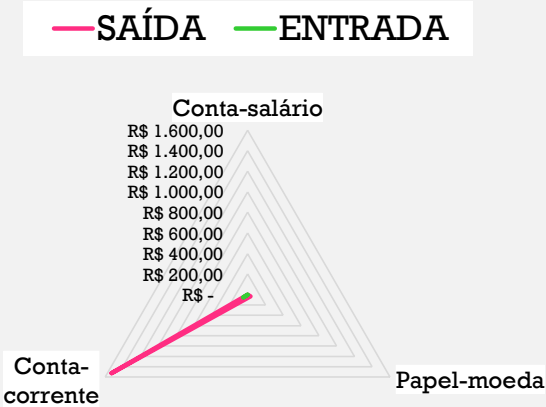 SAÍDA ENTRADA
Conta-salário
R$ 1.600,00
R$ 1.400,00
R$ 1.200,00
R$ 1.000,00
R$ 800,00
R$ 600,00
R$ 400,00
R$ 200,00
R$ -
Conta-
corrente
Papel-moeda